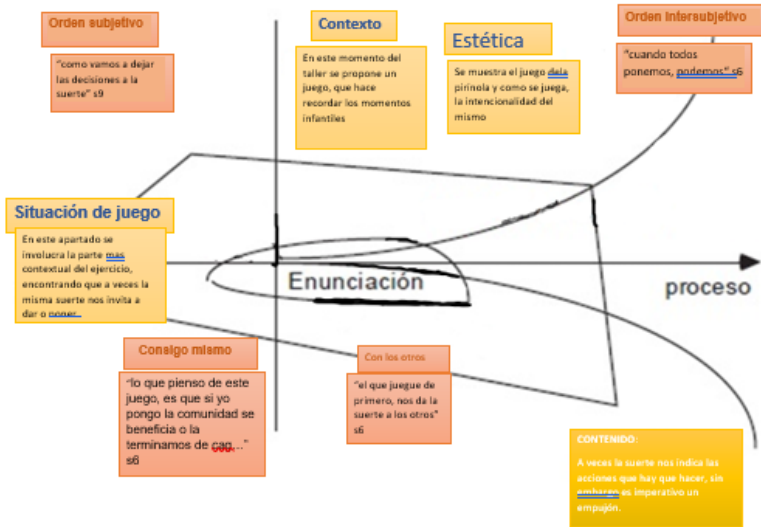 Orden subjetivo
"como vamos a dejar
las decisiones a la
suerte" s9
Contexto
En este momento del
taller se propone un
juego, que hace
recordar los momentos
infantiles
Estética
Se muestra el juego dela
pirinola y como se juega,
la intencionalidad del
mismo
Orden intersubjetivo
"cuando todos
ponemos, podemos" s6
Situación de juego
En este apartado se
involucra la parte mas
contextual del ejercicio,
encontrando que a veces la
misma suerte nos invita a
dar o poner.
Enunciación
proceso
Consigo mismo
"lo que pienso de este
juego, es que si yo
pongo la comunidad se
beneficia o la
terminamos de cag..."
s6
Con los otros
"el que juegue de
primero, nos da la
suerte a los otros"
s6
CONTENIDO:
A veces la suerte nos indica las
acciones que hay que hacer, sin
embargo es imperativo un
empujón.